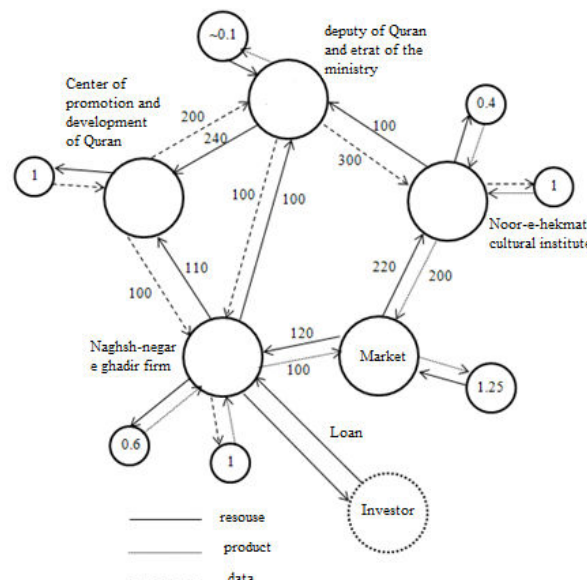 ~0.1
deputy of Quran
and etrat of the
ministry
Center of
promotion and
development
of Quran
200
240
100
0.4
300
1
100
100
1
Noor-e-hekmat
cultural institute
110
100
220
200
Naghsh-negar
e ghadir firm
120
100
Market
1.25
0.6
1
Loan
Investor
resouse
product
data